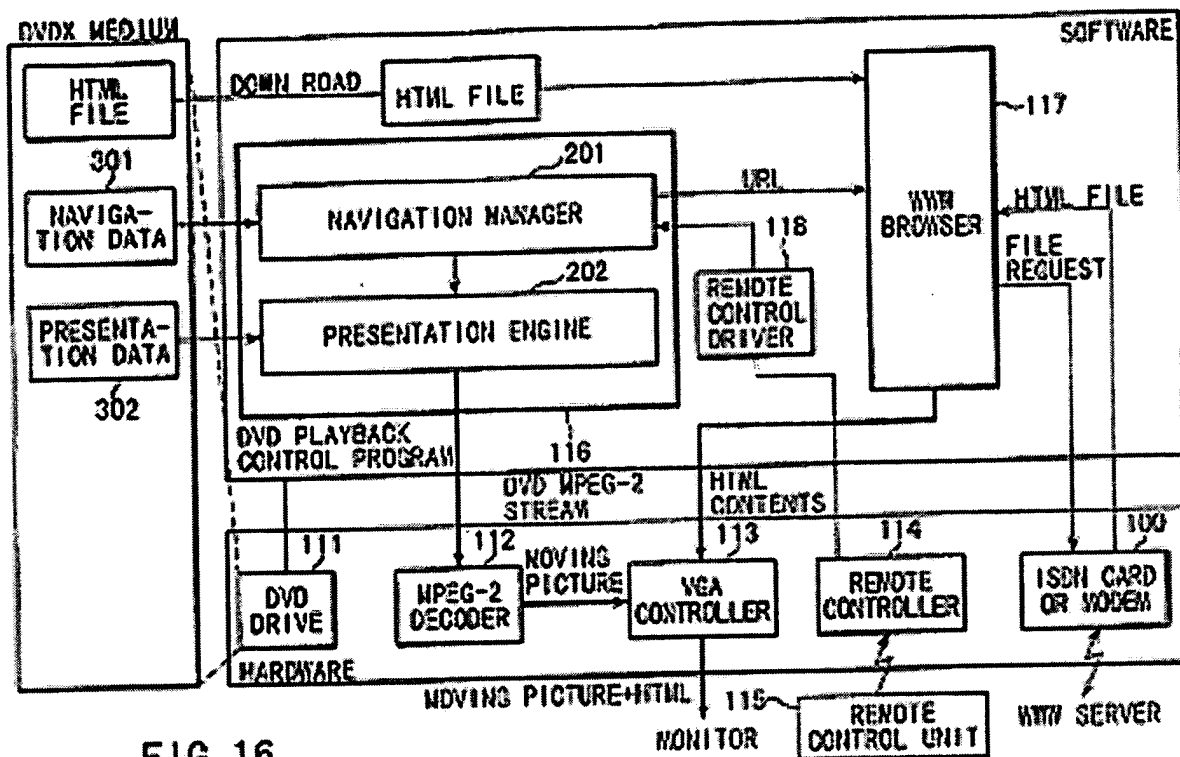 DVDX MEDIUM
SOFTWARE
HTML
FILE
DOWN ROAD
HTML FILE
117
301
201
URL
NAVIGA-
TION DATA
NAVIGATION MANAGER
WWW
BROWSER
HTML FILE
118
FILE
REQUEST
202
REMOTE
CONTROL
DRIVER
PRESENTA-
TION DATA
PRESENTATION ENGINE
302
DVD PLAYBACK
CONTROL PROGRAM
116
DVD MPEG-2
STREAM
HTML
CONTENTS
111
112
MOVING
PICTURE
113
114
100
DVD
DRIVE
MPEG-2
DECODER
VGA
CONTROLLER
REMOTE
CONTROLLER
ISDN CARD
OR MODEM
HARDWARE
MOVING PICTURE+HTML
115
REMOTE
CONTROL UNIT
WWW SERVER
MONITOR
FIG. 16